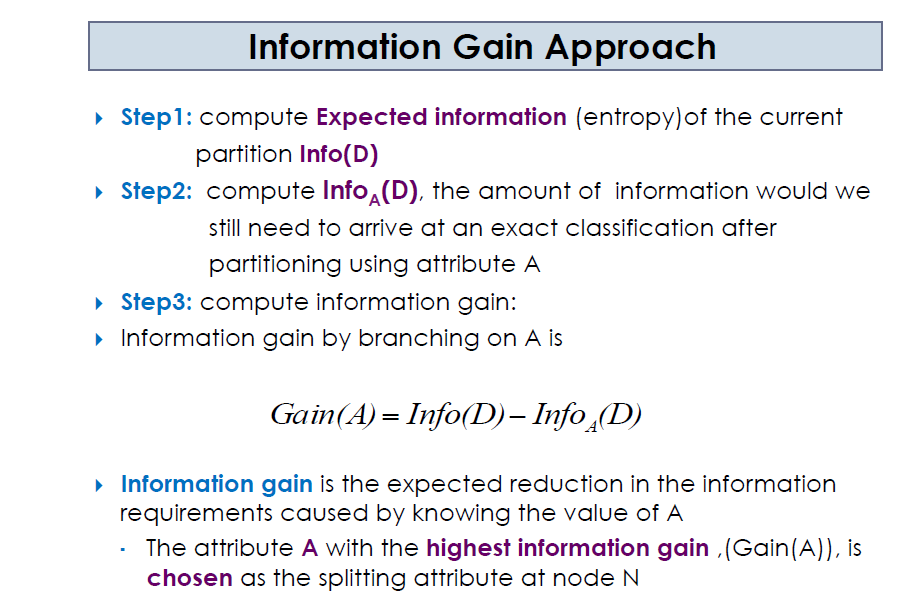 Information Gain Approach
Step1: compute Expected information (entropy)of the current
partition Info(D)
Step2: compute Info_A(D), the amount of information would we
still need to arrive at an exact classification after
partitioning using attribute A
Step3: compute information gain:
Information gain by branching on A is
Gain(A) = Info(D) – Info_A(D)
Information gain is the expected reduction in the information
requirements caused by knowing the value of A
The attribute A with the highest information gain ,(Gain(A)), is
chosen as the splitting attribute at node N